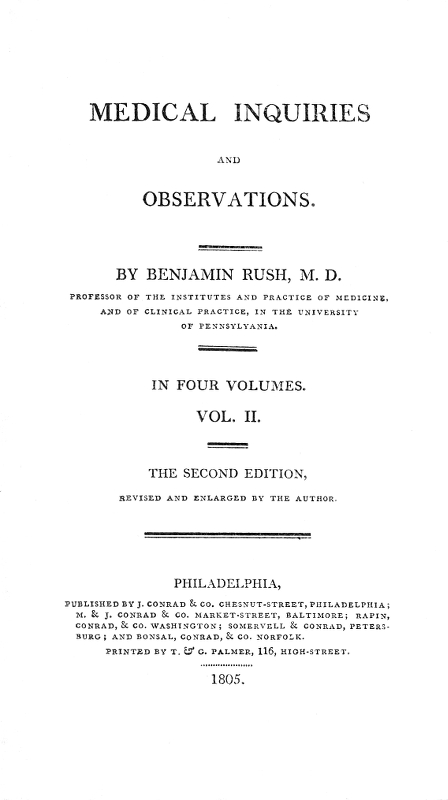 MEDICAL INQUIRIES
AND
OBSERVATIONS.
BY BENJAMIN RUSH, M. D.
PROFESSOR OF THE INSTITUTES AND PRACTICE OF MEDICINE,
AND OF CLINICAL PRACTICE, IN THE UNIVERSITY
OF PENNSYLVANIA.
IN FOUR VOLUMES.
VOL. II.
THE SECOND EDITION,
REVISED AND ENLARGED BY THE AUTHOR.
PHILADELPHIA,
PUBLISHED BY J. CONRAD & CO. CHESNUT-STREET, PHILADELPHIA;
M. & J. CONRAD & CO. MARKET-STREET, BALTIMORE; RAPIN,
CONRAD, & CO. WASHINGTON; SOMERVELL & CONRAD, PETERS-
BURG; AND BONSAL, CONRAD, & CO. NORFOLK.
PRINTED BY T. & G. PALMER, 116, HIGH-STREET.
1805.